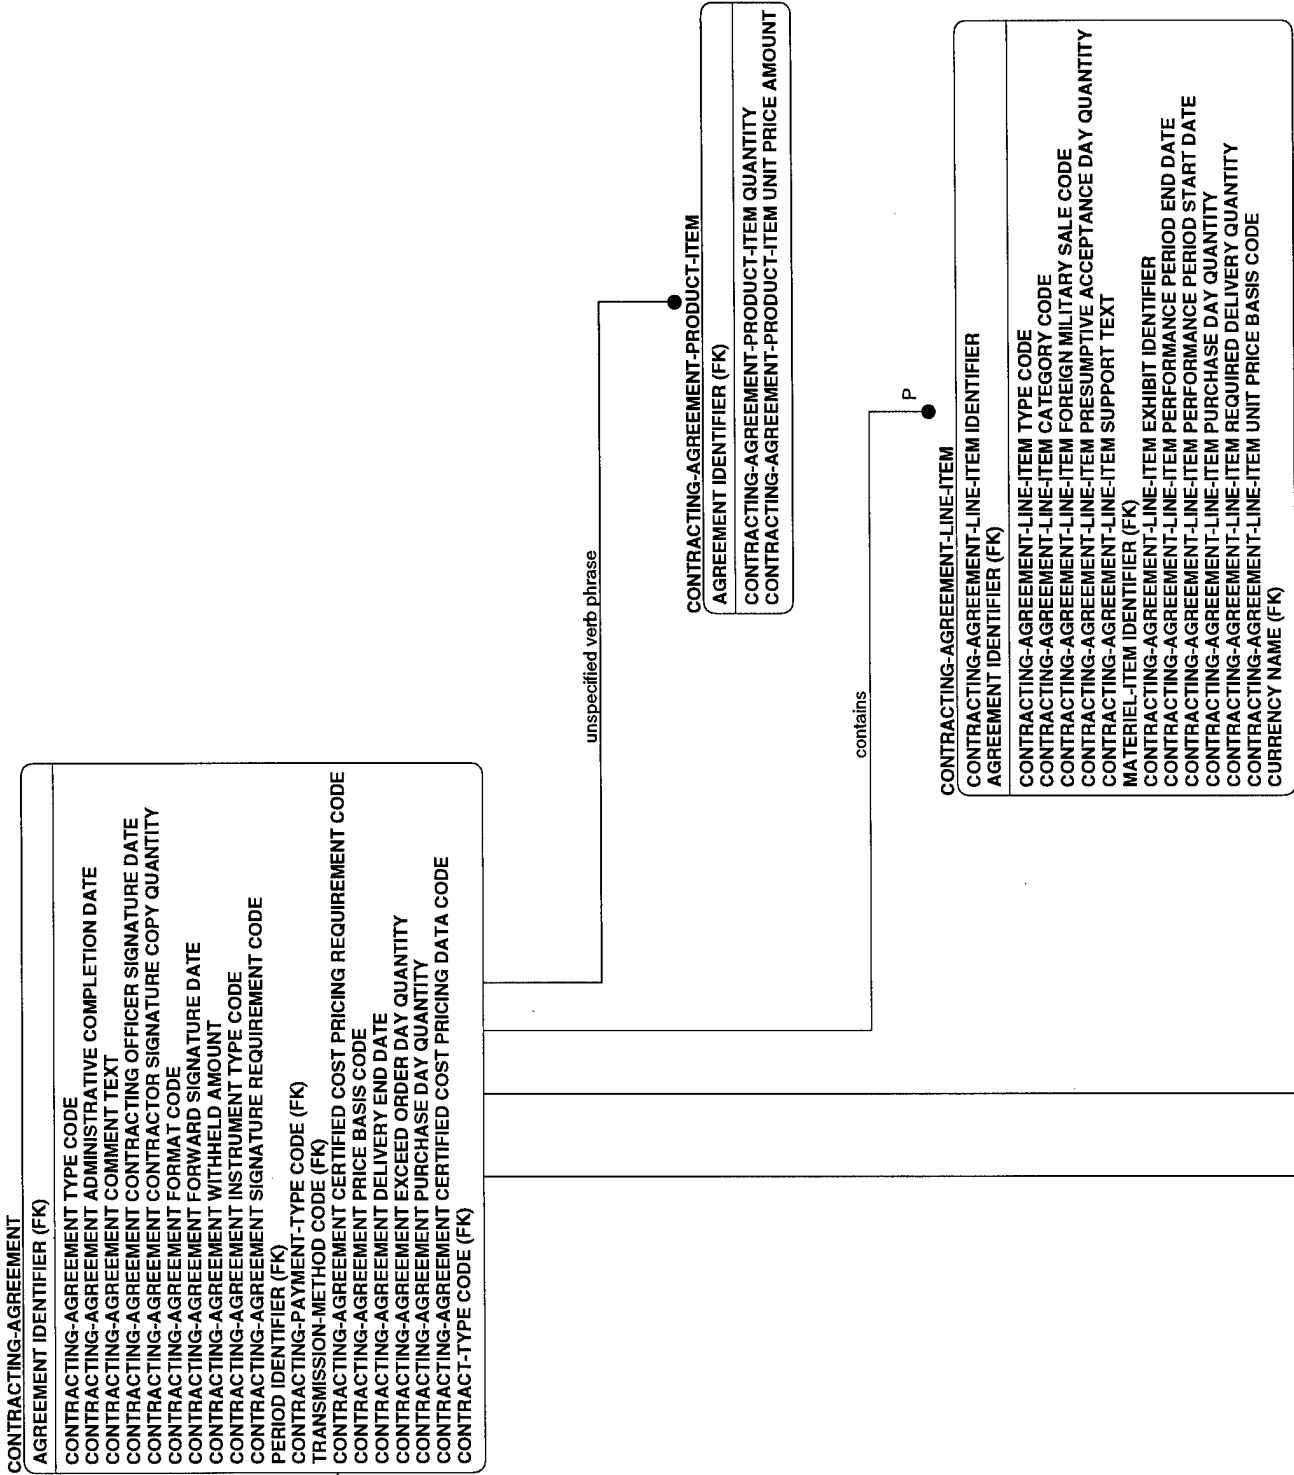 CONTRACTING-AGREEMENT
AGREEMENT IDENTIFIER (FK)
CONTRACTING-AGREEMENT TYPE CODE
CONTRACTING-AGREEMENT ADMINISTRATIVE COMPLETION DATE
CONTRACTING-AGREEMENT COMMENT TEXT
CONTRACTING-AGREEMENT CONTRACTING OFFICER SIGNATURE DATE
CONTRACTING-AGREEMENT CONTRACTOR SIGNATURE COPY QUANTITY
CONTRACTING-AGREEMENT FORMAT CODE
CONTRACTING-AGREEMENT FORWARD SIGNATURE DATE
CONTRACTING-AGREEMENT WITHHELD AMOUNT
CONTRACTING-AGREEMENT INSTRUMENT TYPE CODE
CONTRACTING-AGREEMENT SIGNATURE REQUIREMENT CODE
PERIOD IDENTIFIER (FK)
CONTRACTING-PAYMENT-TYPE CODE (FK)
TRANSMISSION-METHOD CODE (FK)
CONTRACTING-AGREEMENT CERTIFIED COST PRICING REQUIREMENT CODE
CONTRACTING-AGREEMENT PRICE BASIS CODE
CONTRACTING-AGREEMENT DELIVERY END DATE
CONTRACTING-AGREEMENT EXCEED ORDER DAY QUANTITY
CONTRACTING-AGREEMENT PURCHASE DAY QUANTITY
CONTRACTING-AGREEMENT CERTIFIED COST PRICING DATA CODE
CONTRACT-TYPE CODE (FK)
unspecified verb phrase
CONTRACTING-AGREEMENT-PRODUCT-ITEM
AGREEMENT IDENTIFIER (FK)
CONTRACTING-AGREEMENT-PRODUCT-ITEM QUANTITY
CONTRACTING-AGREEMENT-PRODUCT-ITEM UNIT PRICE AMOUNT
contains
P
CONTRACTING-AGREEMENT-LINE-ITEM
CONTRACTING-AGREEMENT-LINE-ITEM IDENTIFIER
AGREEMENT IDENTIFIER (FK)
CONTRACTING-AGREEMENT-LINE-ITEM TYPE CODE
CONTRACTING-AGREEMENT-LINE-ITEM CATEGORY CODE
CONTRACTING-AGREEMENT-LINE-ITEM FOREIGN MILITARY SALE CODE
CONTRACTING-AGREEMENT-LINE-ITEM PRESUMPTIVE ACCEPTANCE DAY QUANTITY
CONTRACTING-AGREEMENT-LINE-ITEM SUPPORT TEXT
MATERIEL-ITEM IDENTIFIER (FK)
CONTRACTING-AGREEMENT-LINE-ITEM EXHIBIT IDENTIFIER
CONTRACTING-AGREEMENT-LINE-ITEM PERFORMANCE PERIOD END DATE
CONTRACTING-AGREEMENT-LINE-ITEM PERFORMANCE PERIOD START DATE
CONTRACTING-AGREEMENT-LINE-ITEM PURCHASE DAY QUANTITY
CONTRACTING-AGREEMENT-LINE-ITEM REQUIRED DELIVERY QUANTITY
CONTRACTING-AGREEMENT-LINE-ITEM UNIT PRICE BASIS CODE
CURRENCY NAME (FK)